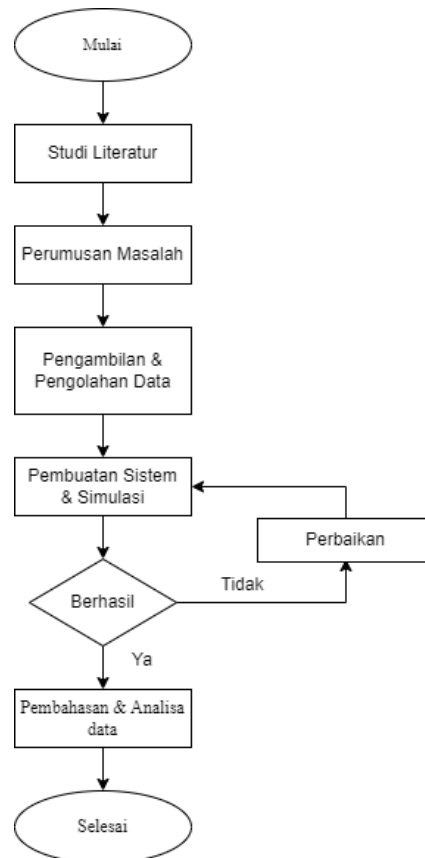 Mulai
Studi Literatur
Perumusan Masalah
Pengambilan &
Pengolahan Data
Pembuatan Sistem
& Simulasi
Perbaikan
Tidak
Berhasil
Ya
Pembahasan & Analisa
data
Selesai